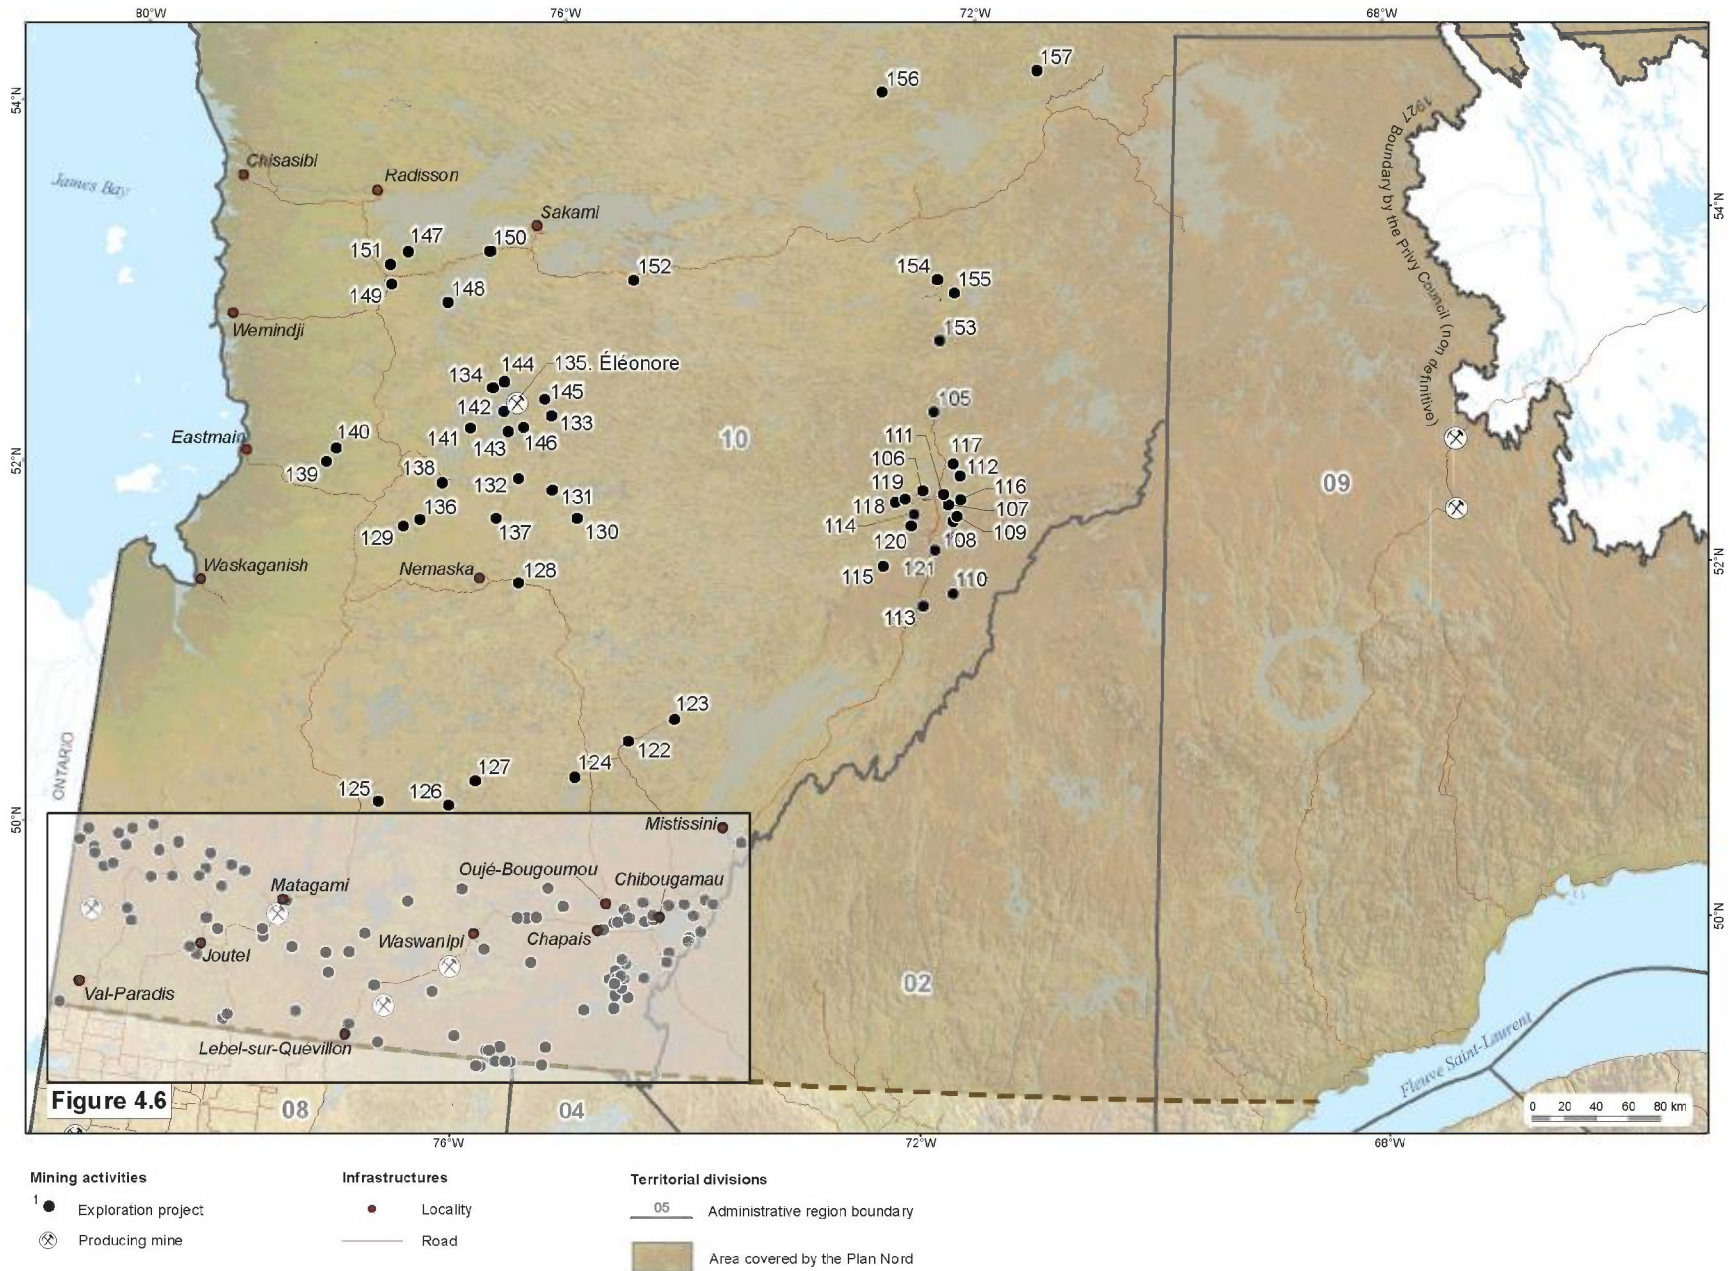 80°W
76°W
72°W
68°W
54°N
54°N
52°N
52°N
50°N
50°N
157
156
1927 Boundary by the Privy Council (non definitive)
Chisasibi
James Bay
Radisson
Sakami
147
150
151
152
154
155
149
148
Wemindji
153
144
135. Éléonore
134
145
105
142
133
Eastmain
140
141
143
146
10
111
117
106
112
139
138
132
131
119
116
09
118
107
136
114
109
129
137
130
120
108
Waskaganish
Nemaska
128
115
121
110
113
123
122
124
127
125
126
ONTARIO
Mistissini
Oujé-Bougoumou
Chibougamau
Matagami
Waswanipi
Chapais
Joutel
Val-Paradis
02
Lebel-sur-Quévillon
Fleuve Saint-Laurent
Figure 4.6
08
04
0 20 40 60 80 km
76°W
72°W
68°W
Mining activities
1 Exploration project
Producing mine
Infrastructures
Locality
Road
Territorial divisions
05 Administrative region boundary
Area covered by the Plan Nord